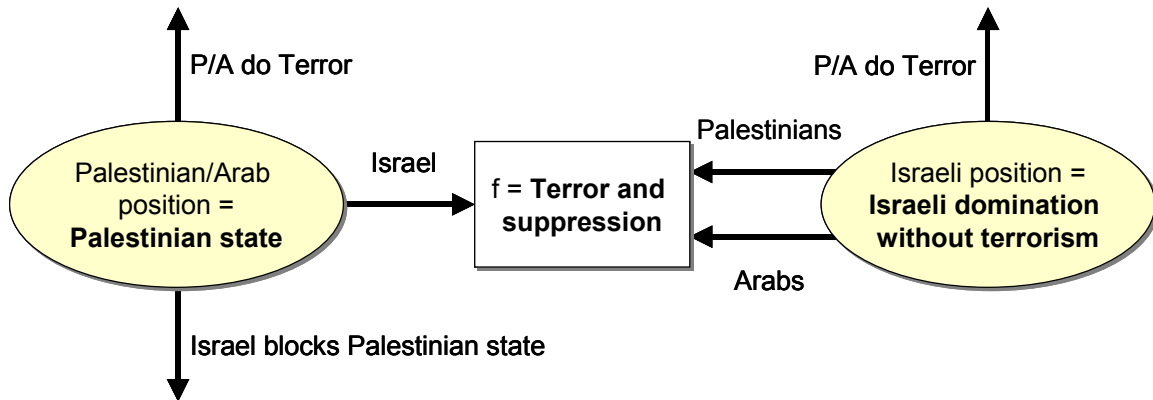 P/A do Terror
P/A do Terror
Palestinian/Arab
position =
Palestinian state
Israel
f = Terror and
suppression
Palestinians
Arabs
Israeli position =
Israeli domination
without terrorism
Israel blocks Palestinian state